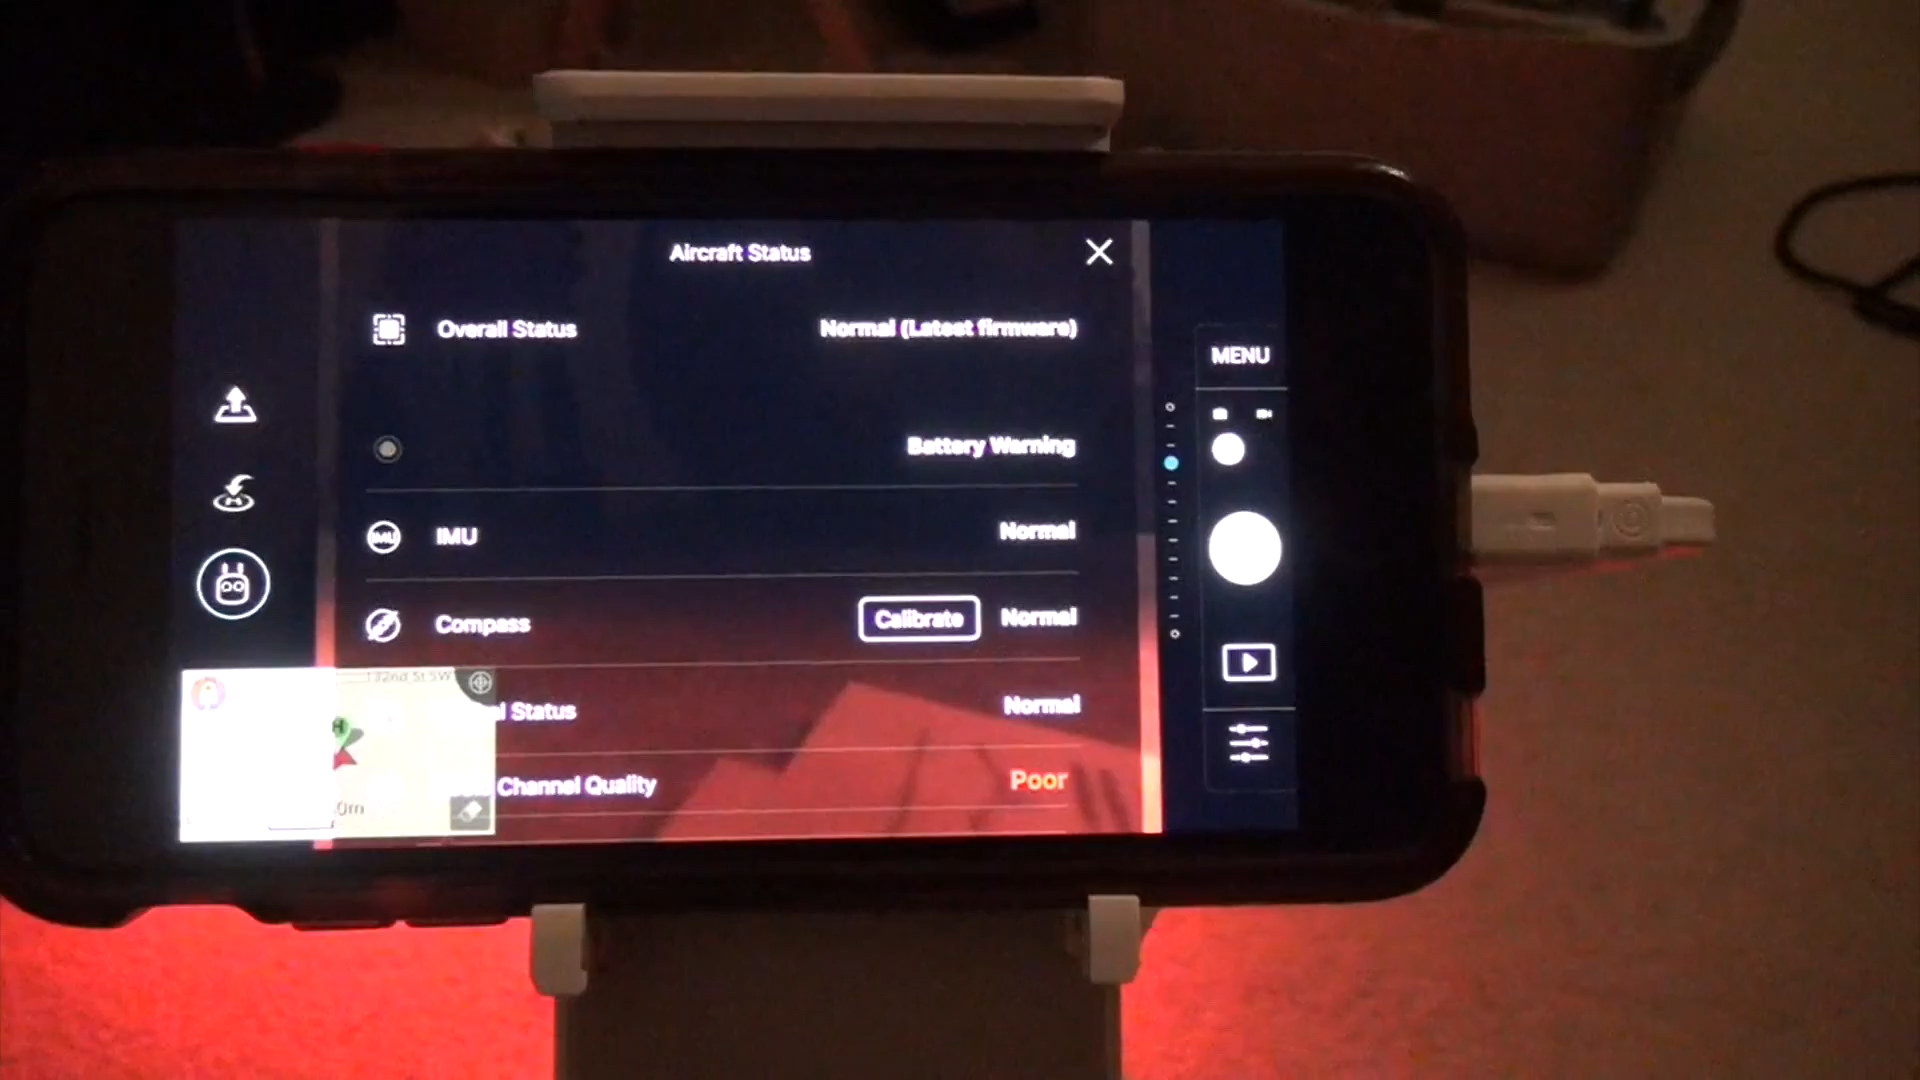 Aircraft Status
Overall Status Normal (Latest firmware)
MENU
Battery Warning
IMU IMU Normal
Compass Calibrate Normal
132nd St SW
H
Status Normal
Channel Quality Poor
0m